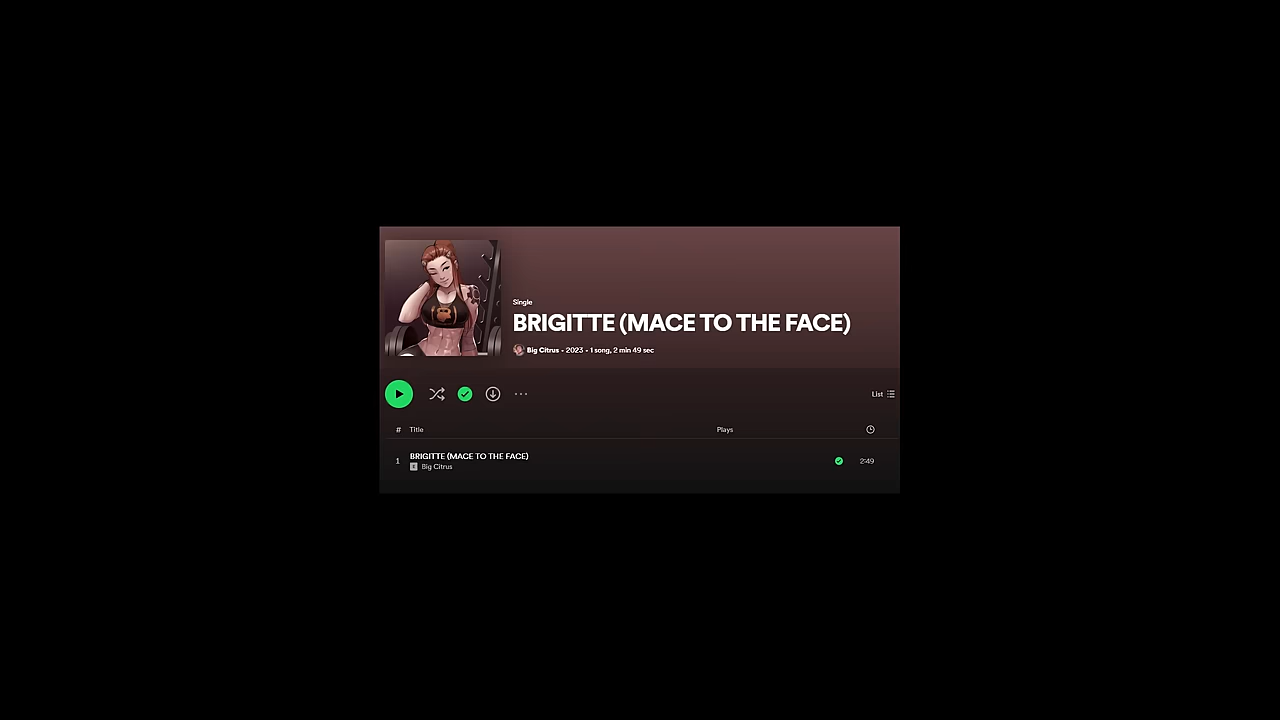 Single
BRIGITTE (MACE TO THE FACE)
Big Citrus • 2023 • 1 song, 2 min 49 sec
List
# Title Plays
1 BRIGITTE (MACE TO THE FACE) 2:49
E Big Citrus